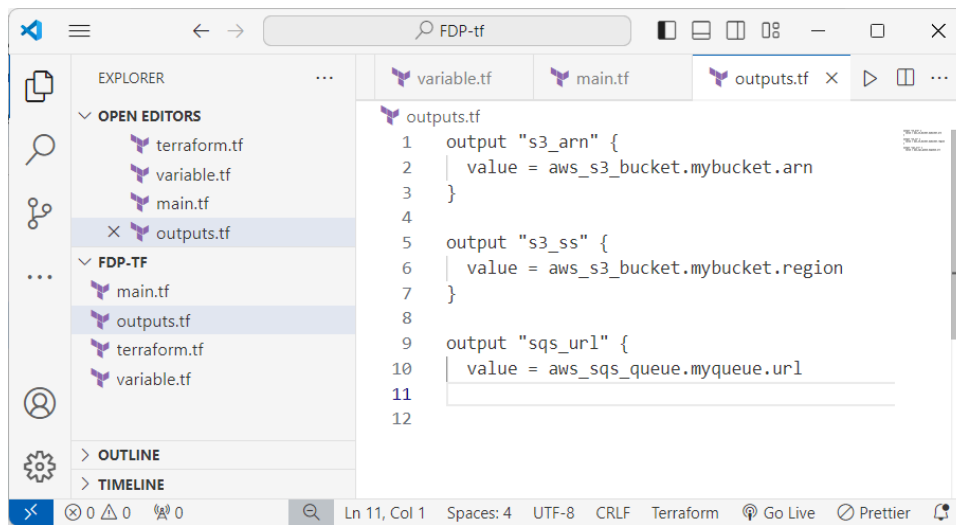 FDP-tf
EXPLORER
OPEN EDITORS
terraform.tf
variable.tf
main.tf
outputs.tf
FDP-TF
main.tf
outputs.tf
terraform.tf
variable.tf
OUTLINE
TIMELINE
variable.tf main.tf outputs.tf
outputs.tf
1 output "s3_arn" {
2 value = aws_s3_bucket.mybucket.arn
3 }
4
5 output "s3_ss" {
6 value = aws_s3_bucket.mybucket.region
7 }
8
9 output "sqs_url" {
10 value = aws_sqs_queue.myqueue.url
11
12
0 0 0 Ln 11, Col 1 Spaces: 4 UTF-8 CRLF Terraform Go Live Prettier